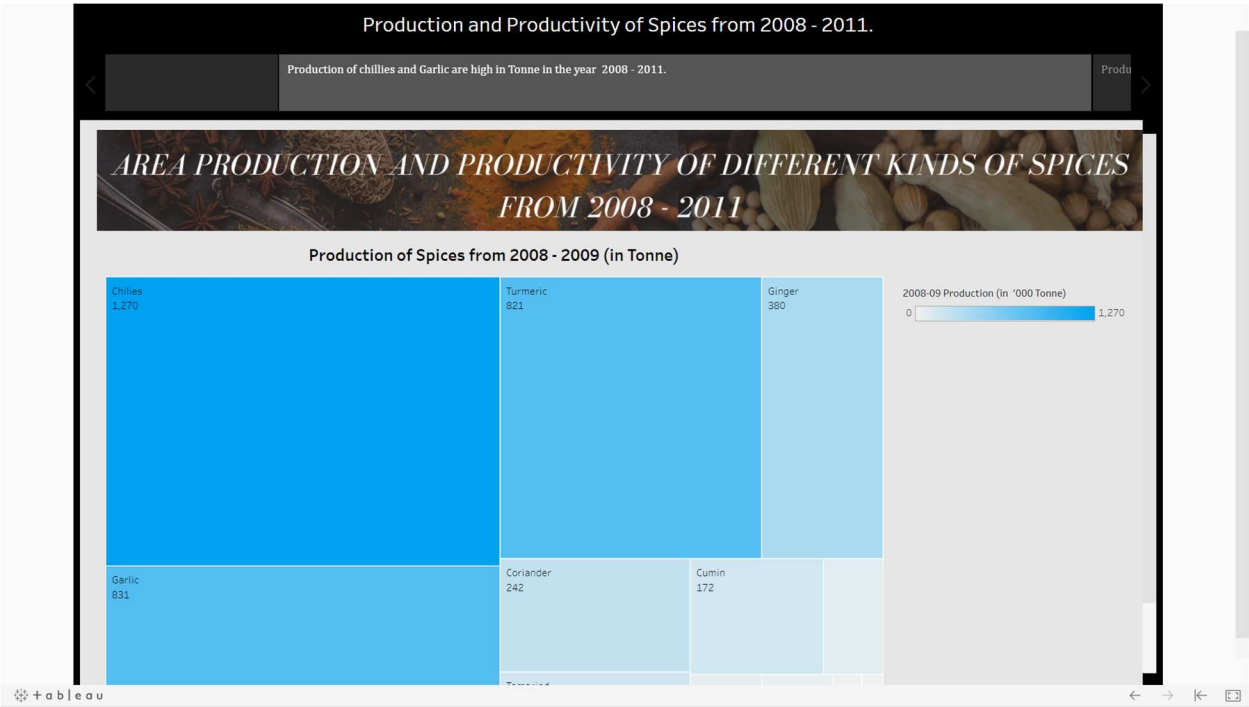 Production and Productivity of Spices from 2008 - 2011.
Production of chillies and Garlic are high in Tonne in the year 2008 - 2011.
Produ
AREA PRODUCTION AND PRODUCTIVITY OF DIFFERENT KINDS OF SPICES
FROM 2008 - 2011
Production of Spices from 2008 - 2009 (in Tonne)
Chilies
1,270
Turmeric
821
Ginger
380
2008-09 Production (in '000 Tonne)
0
1,270
Garlic
831
Coriander
242
Cumin
172
+ a b | e a u